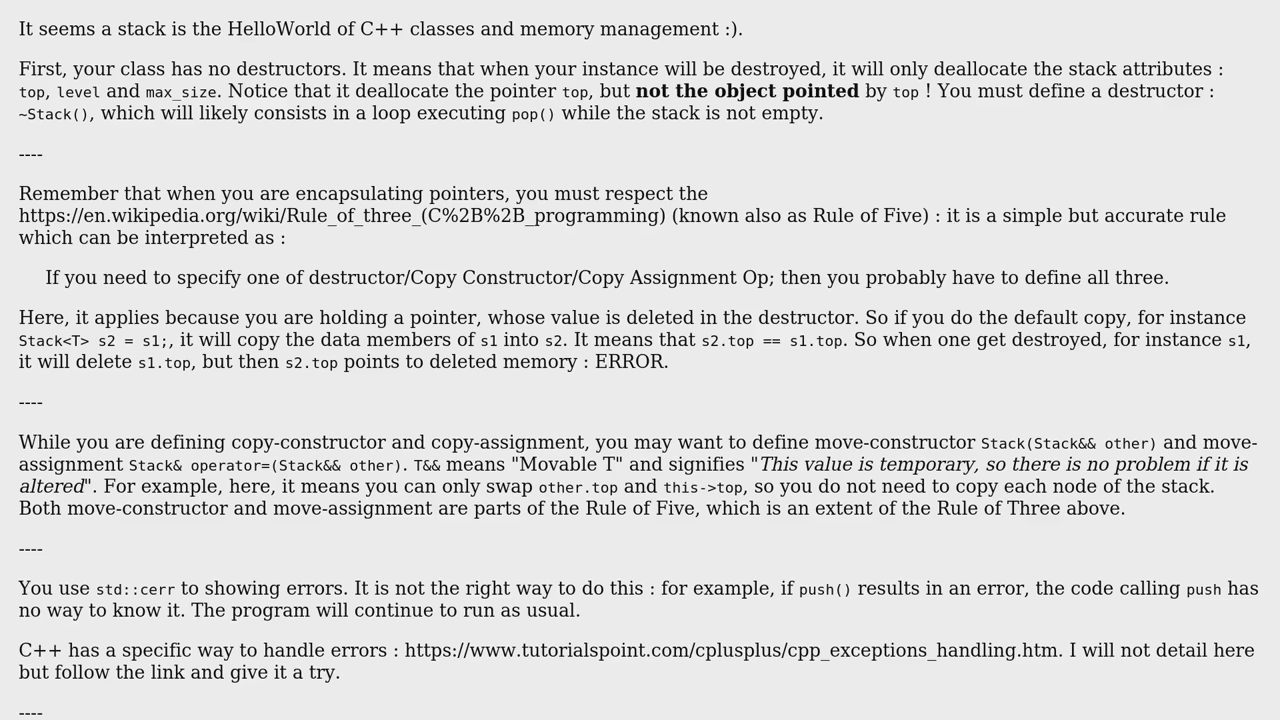 It seems a stack is the HelloWorld of C++ classes and memory management :).
First, your class has no destructors. It means that when your instance will be destroyed, it will only deallocate the stack attributes :
top, level and max_size. Notice that it deallocate the pointer top, but not the object pointed by top ! You must define a destructor :
~Stack(), which will likely consists in a loop executing pop() while the stack is not empty.
----
Remember that when you are encapsulating pointers, you must respect the
https://en.wikipedia.org/wiki/Rule_of_three_(C%2B%2B_programming) (known also as Rule of Five) : it is a simple but accurate rule
which can be interpreted as :
If you need to specify one of destructor/Copy Constructor/Copy Assignment Op; then you probably have to define all three.
Here, it applies because you are holding a pointer, whose value is deleted in the destructor. So if you do the default copy, for instance
Stack<T> s2 = s1;, it will copy the data members of s1 into s2. It means that s2.top == s1.top. So when one get destroyed, for instance s1,
it will delete s1.top, but then s2.top points to deleted memory : ERROR.
----
While you are defining copy-constructor and copy-assignment, you may want to define move-constructor Stack(Stack&& other) and move-
assignment Stack& operator=(Stack&& other). T&& means "Movable T" and signifies "This value is temporary, so there is no problem if it is
altered". For example, here, it means you can only swap other.top and this->top, so you do not need to copy each node of the stack.
Both move-constructor and move-assignment are parts of the Rule of Five, which is an extent of the Rule of Three above.
----
You use std::cerr to showing errors. It is not the right way to do this : for example, if push() results in an error, the code calling push has
no way to know it. The program will continue to run as usual.
C++ has a specific way to handle errors : https://www.tutorialspoint.com/cplusplus/cpp_exceptions_handling.htm. I will not detail here
but follow the link and give it a try.
----